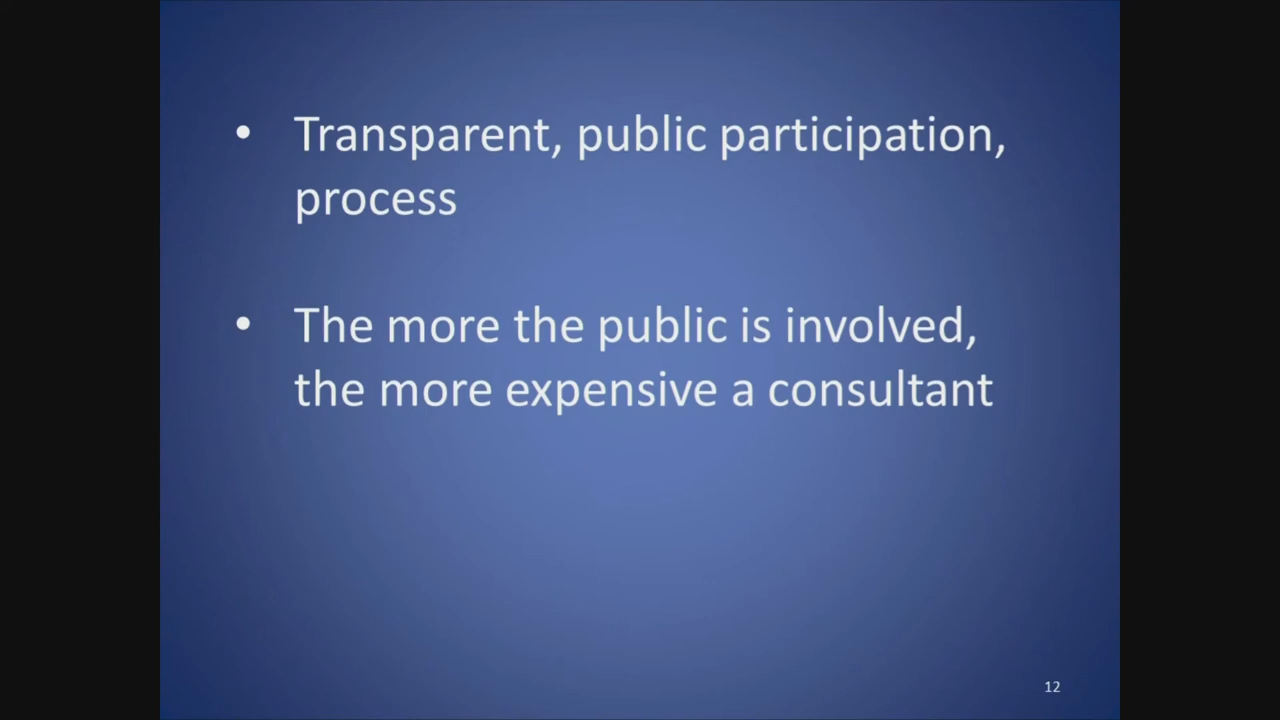 • Transparent, public participation,
process
• The more the public is involved,
the more expensive a consultant
12